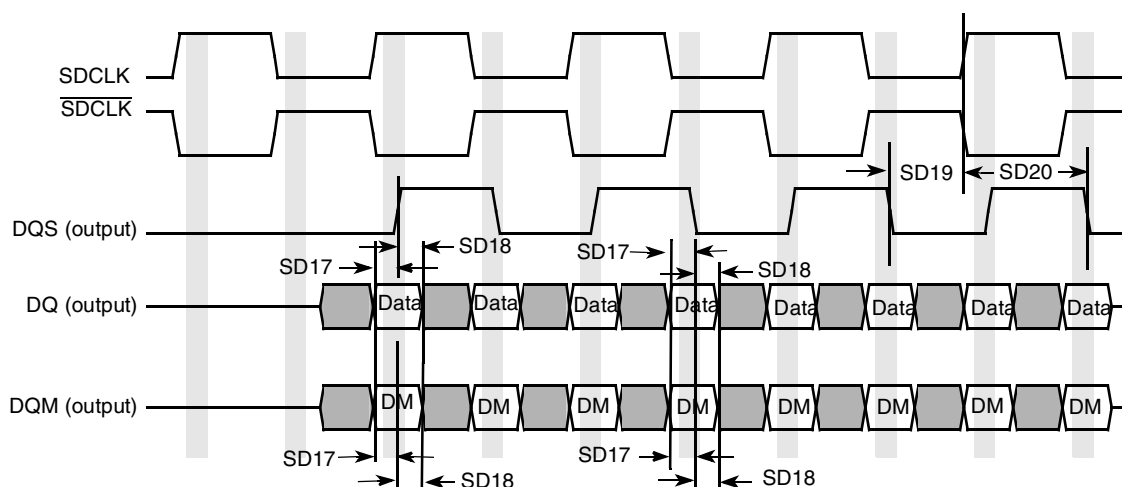 SDCLK
SDCLK
SD19
SD20
DQS (output)
SD18
SD17
SD17
SD18
DQ (output)
Data
Data
Data
Data
Data
Data
Data
Data
DQM (output)
DM
DM
DM
DM
DM
DM
DM
DM
SD17
SD18
SD17
SD18